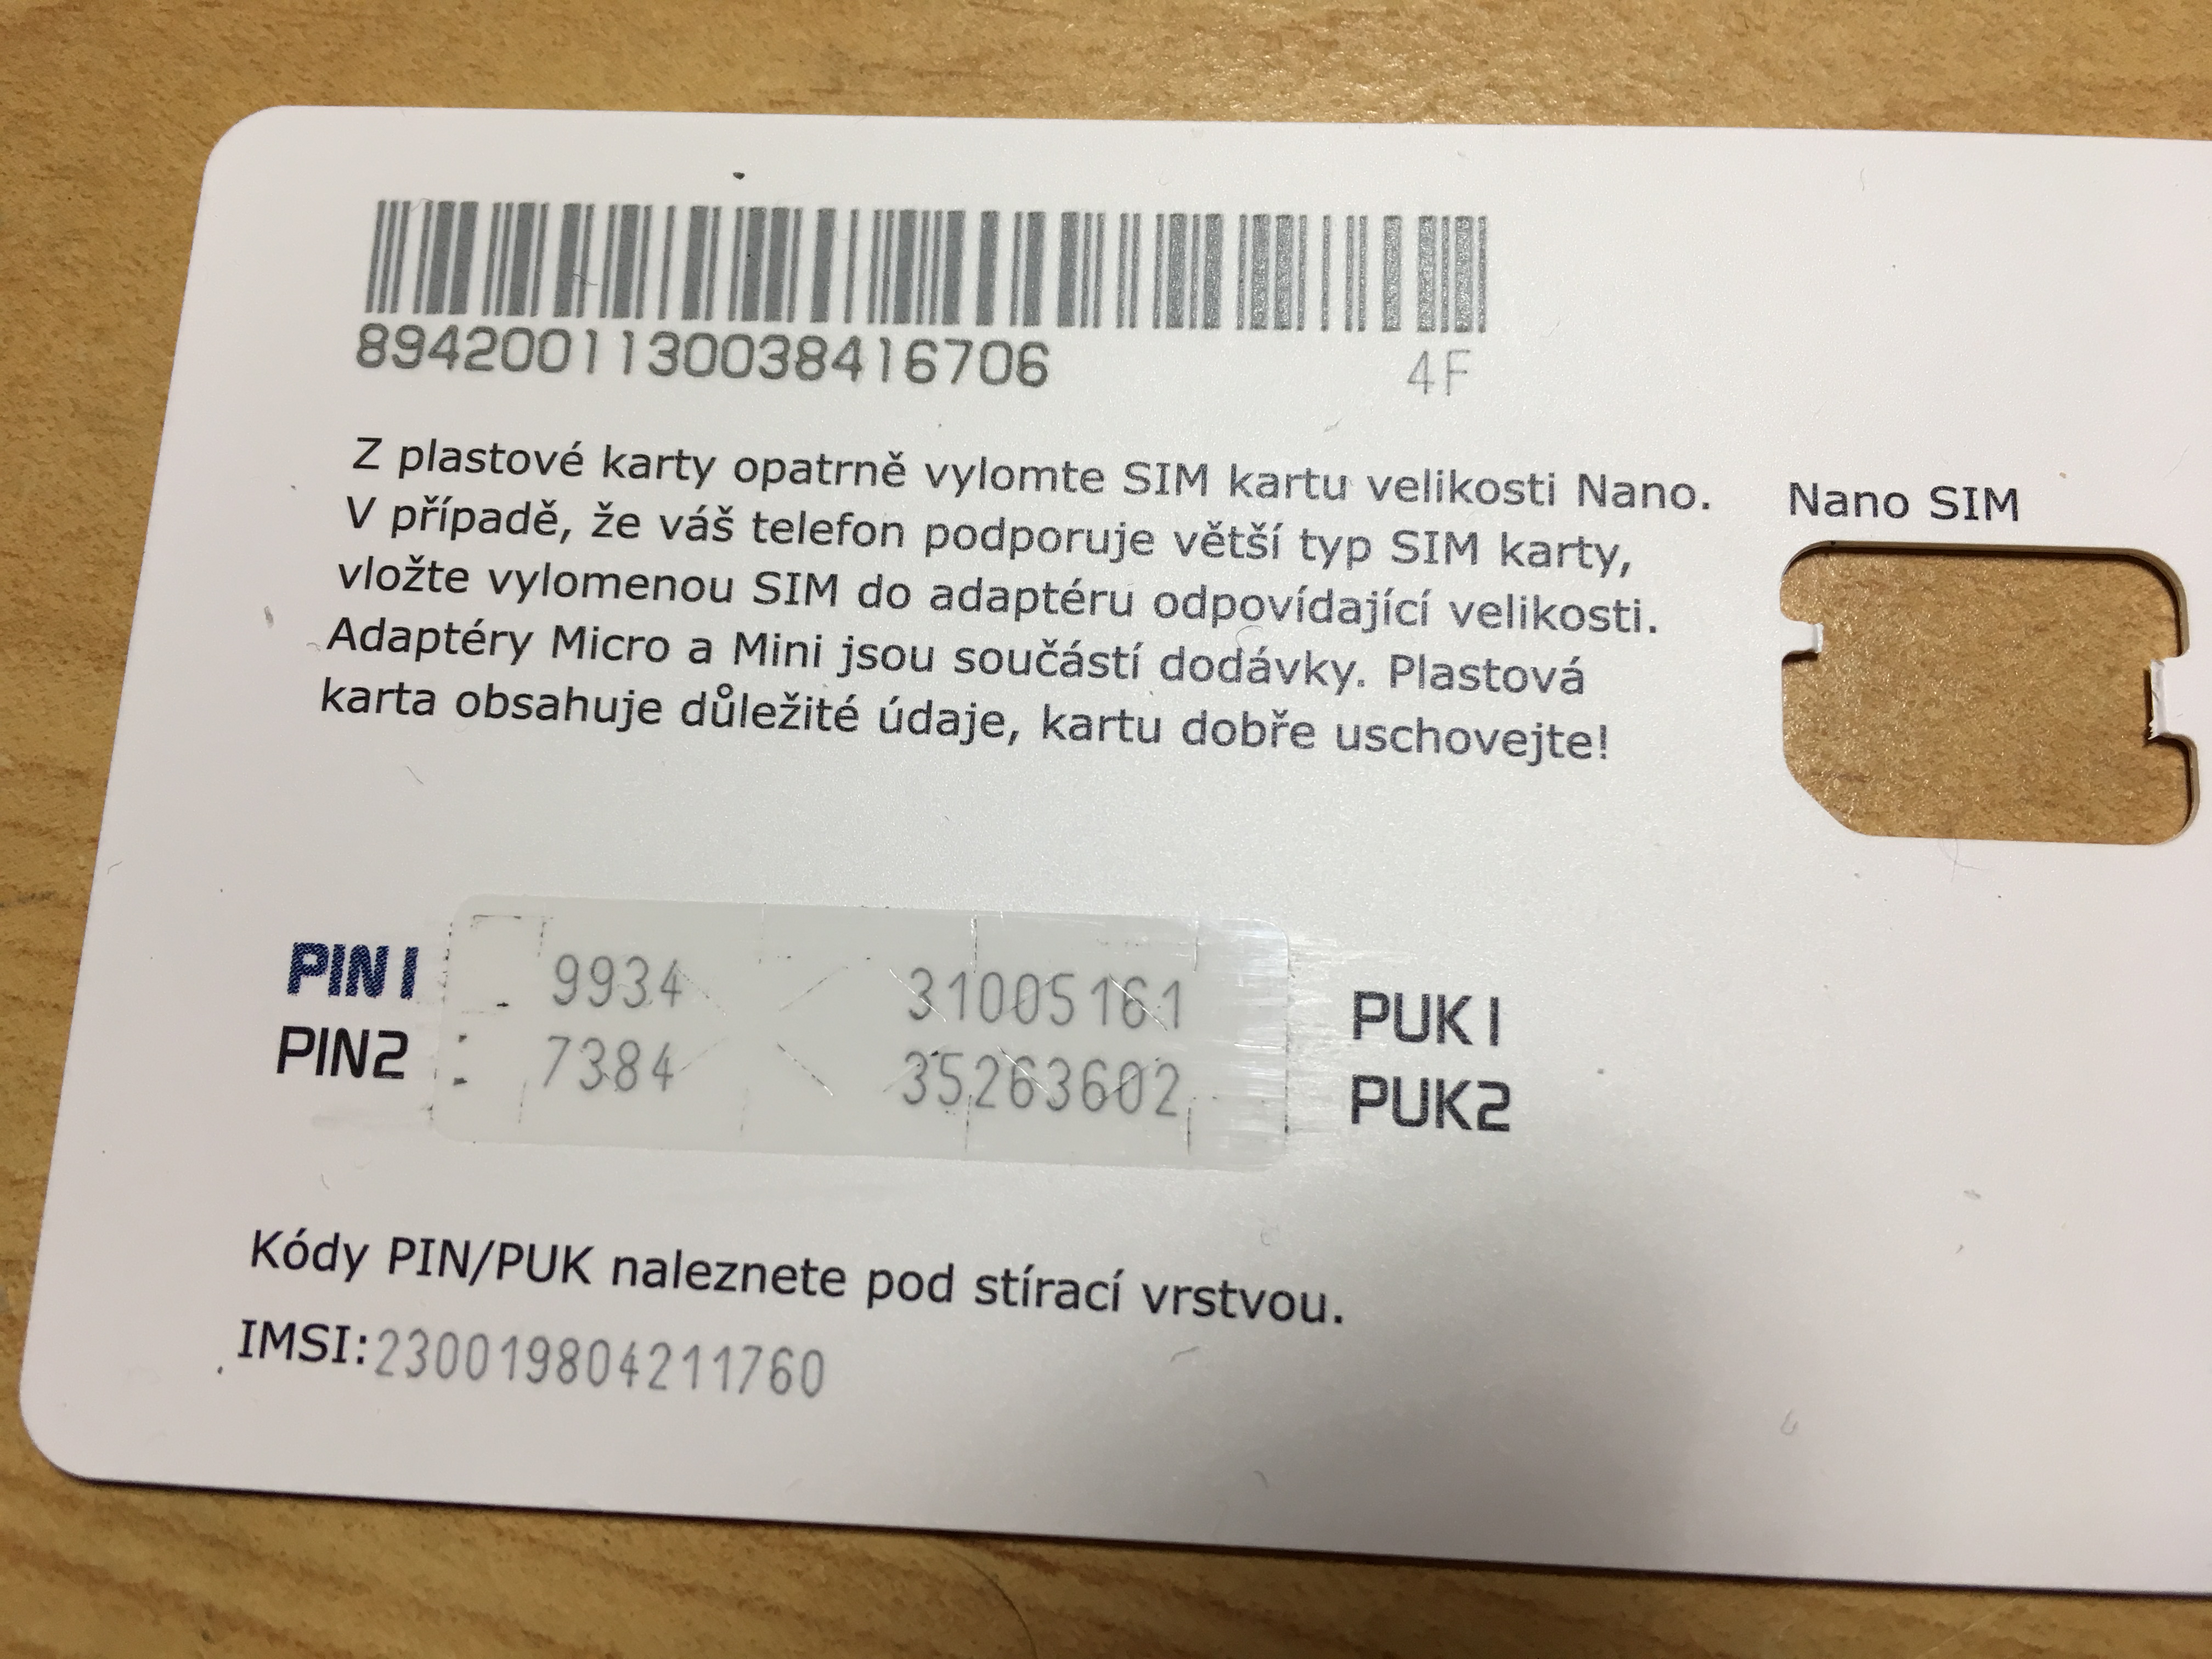 8942001130038416706 4F
Z plastové karty opatrně vylomte SIM kartu velikosti Nano.
V případě, že váš telefon podporuje větší typ SIM karty,
vložte vylomenou SIM do adaptéru odpovídající velikosti.
Adaptéry Micro a Mini jsou součástí dodávky. Plastová
karta obsahuje důležité údaje, kartu dobře uschovejte!
Nano SIM
PIN1 9934 31005161 PUK1
PIN2 : 7384 35263602 PUK2
Kódy PIN/PUK naleznete pod stírací vrstvou.
IMSI:230019804211760